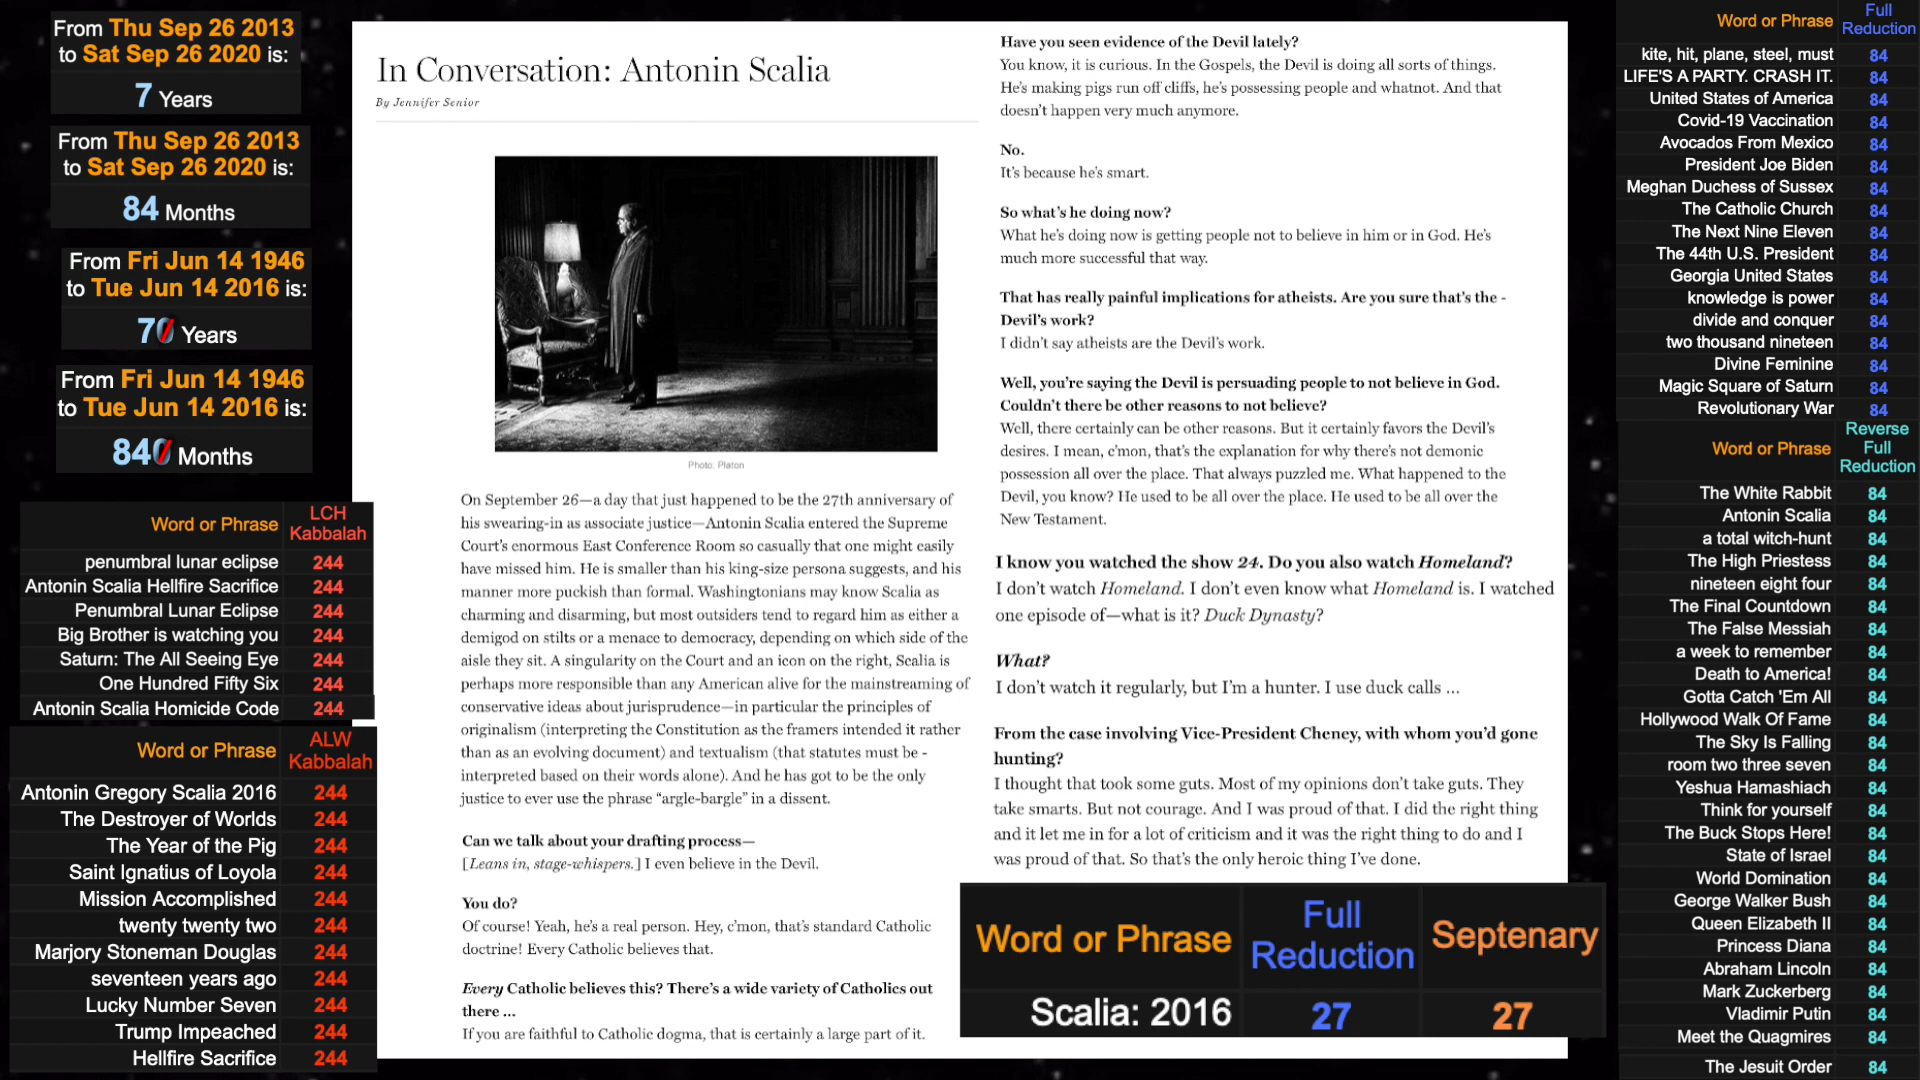 From Thu Sep 26 2013
to Sat Sep 26 2020 is:
7 Years
From Thu Sep 26 2013
to Sat Sep 26 2020 is:
84 Months
From Fri Jun 14 1946
to Tue Jun 14 2016 is:
70 Years
From Fri Jun 14 1946
to Tue Jun 14 2016 is:
840 Months
Word or Phrase LCH Kabbalah
penumbral lunar eclipse 244
Antonin Scalia Hellfire Sacrifice 244
Penumbral Lunar Eclipse 244
Big Brother is watching you 244
Saturn: The All Seeing Eye 244
One Hundred Fifty Six 244
Antonin Scalia Homicide Code 244
Word or Phrase ALW Kabbalah
Antonin Gregory Scalia 2016 244
The Destroyer of Worlds 244
The Year of the Pig 244
Saint Ignatius of Loyola 244
Mission Accomplished 244
twenty twenty two 244
Marjory Stoneman Douglas 244
seventeen years ago 244
Lucky Number Seven 244
Trump Impeached 244
Hellfire Sacrifice 244
In Conversation: Antonin Scalia
By Jennifer Senior
Photo: Platon
On September 26—a day that just happened to be the 27th anniversary of
his swearing-in as associate justice—Antonin Scalia entered the Supreme
Court's enormous East Conference Room so casually that one might easily
have missed him. He is smaller than his king-size persona suggests, and his
manner more puckish than formal. Washingtonians may know Scalia as
charming and disarming, but most outsiders tend to regard him as either a
demigod on stilts or a menace to democracy, depending on which side of the
aisle they sit. A singularity on the Court and an icon on the right, Scalia is
perhaps more responsible than any American alive for the mainstreaming of
conservative ideas about jurisprudence—in particular the principles of
originalism (interpreting the Constitution as the framers intended it rather
than as an evolving document) and textualism (that statutes must be -
interpreted based on their words alone). And he has got to be the only
justice to ever use the phrase “argle-bargle” in a dissent.
Can we talk about your drafting process—
[Leans in, stage-whispers.] I even believe in the Devil.
You do?
Of course! Yeah, he's a real person. Hey, c'mon, that's standard Catholic
doctrine! Every Catholic believes that.
Every Catholic believes this? There's a wide variety of Catholics out
there ...
If you are faithful to Catholic dogma, that is certainly a large part of it.
Have you seen evidence of the Devil lately?
You know, it is curious. In the Gospels, the Devil is doing all sorts of things.
He's making pigs run off cliffs, he's possessing people and whatnot. And that
doesn't happen very much anymore.
No.
It's because he's smart.
So what's he doing now?
What he's doing now is getting people not to believe in him or in God. He's
much more successful that way.
That has really painful implications for atheists. Are you sure that's the -
Devil's work?
I didn't say atheists are the Devil's work.
Well, you're saying the Devil is persuading people to not believe in God.
Couldn't there be other reasons to not believe?
Well, there certainly can be other reasons. But it certainly favors the Devil's
desires. I mean, c'mon, that's the explanation for why there's not demonic
possession all over the place. That always puzzled me. What happened to the
Devil, you know? He used to be all over the place. He used to be all over the
New Testament.
I know you watched the show 24. Do you also watch Homeland?
I don't watch Homeland. I don't even know what Homeland is. I watched
one episode of—what is it? Duck Dynasty?
What?
I don't watch it regularly, but I'm a hunter. I use duck calls ...
From the case involving Vice-President Cheney, with whom you'd gone
hunting?
I thought that took some guts. Most of my opinions don't take guts. They
take smarts. But not courage. And I was proud of that. I did the right thing
and it let me in for a lot of criticism and it was the right thing to do and I
was proud of that. So that's the only heroic thing I've done.
Word or Phrase Full Reduction Septenary
Scalia: 2016 27 27
Word or Phrase Full Reduction
kite, hit, plane, steel, must 84
LIFE'S A PARTY. CRASH IT. 84
United States of America 84
Covid-19 Vaccination 84
Avocados From Mexico 84
President Joe Biden 84
Meghan Duchess of Sussex 84
The Catholic Church 84
The Next Nine Eleven 84
The 44th U.S. President 84
Georgia United States 84
knowledge is power 84
divide and conquer 84
two thousand nineteen 84
Divine Feminine 84
Magic Square of Saturn 84
Revolutionary War 84
Word or Phrase Reverse Full Reduction
The White Rabbit 84
Antonin Scalia 84
a total witch-hunt 84
The High Priestess 84
nineteen eight four 84
The Final Countdown 84
The False Messiah 84
a week to remember 84
Death to America! 84
Gotta Catch 'Em All 84
Hollywood Walk Of Fame 84
The Sky Is Falling 84
room two three seven 84
Yeshua Hamashiach 84
Think for yourself 84
The Buck Stops Here! 84
State of Israel 84
World Domination 84
George Walker Bush 84
Queen Elizabeth II 84
Princess Diana 84
Abraham Lincoln 84
Mark Zuckerberg 84
Vladimir Putin 84
Meet the Quagmires 84
The Jesuit Order 84